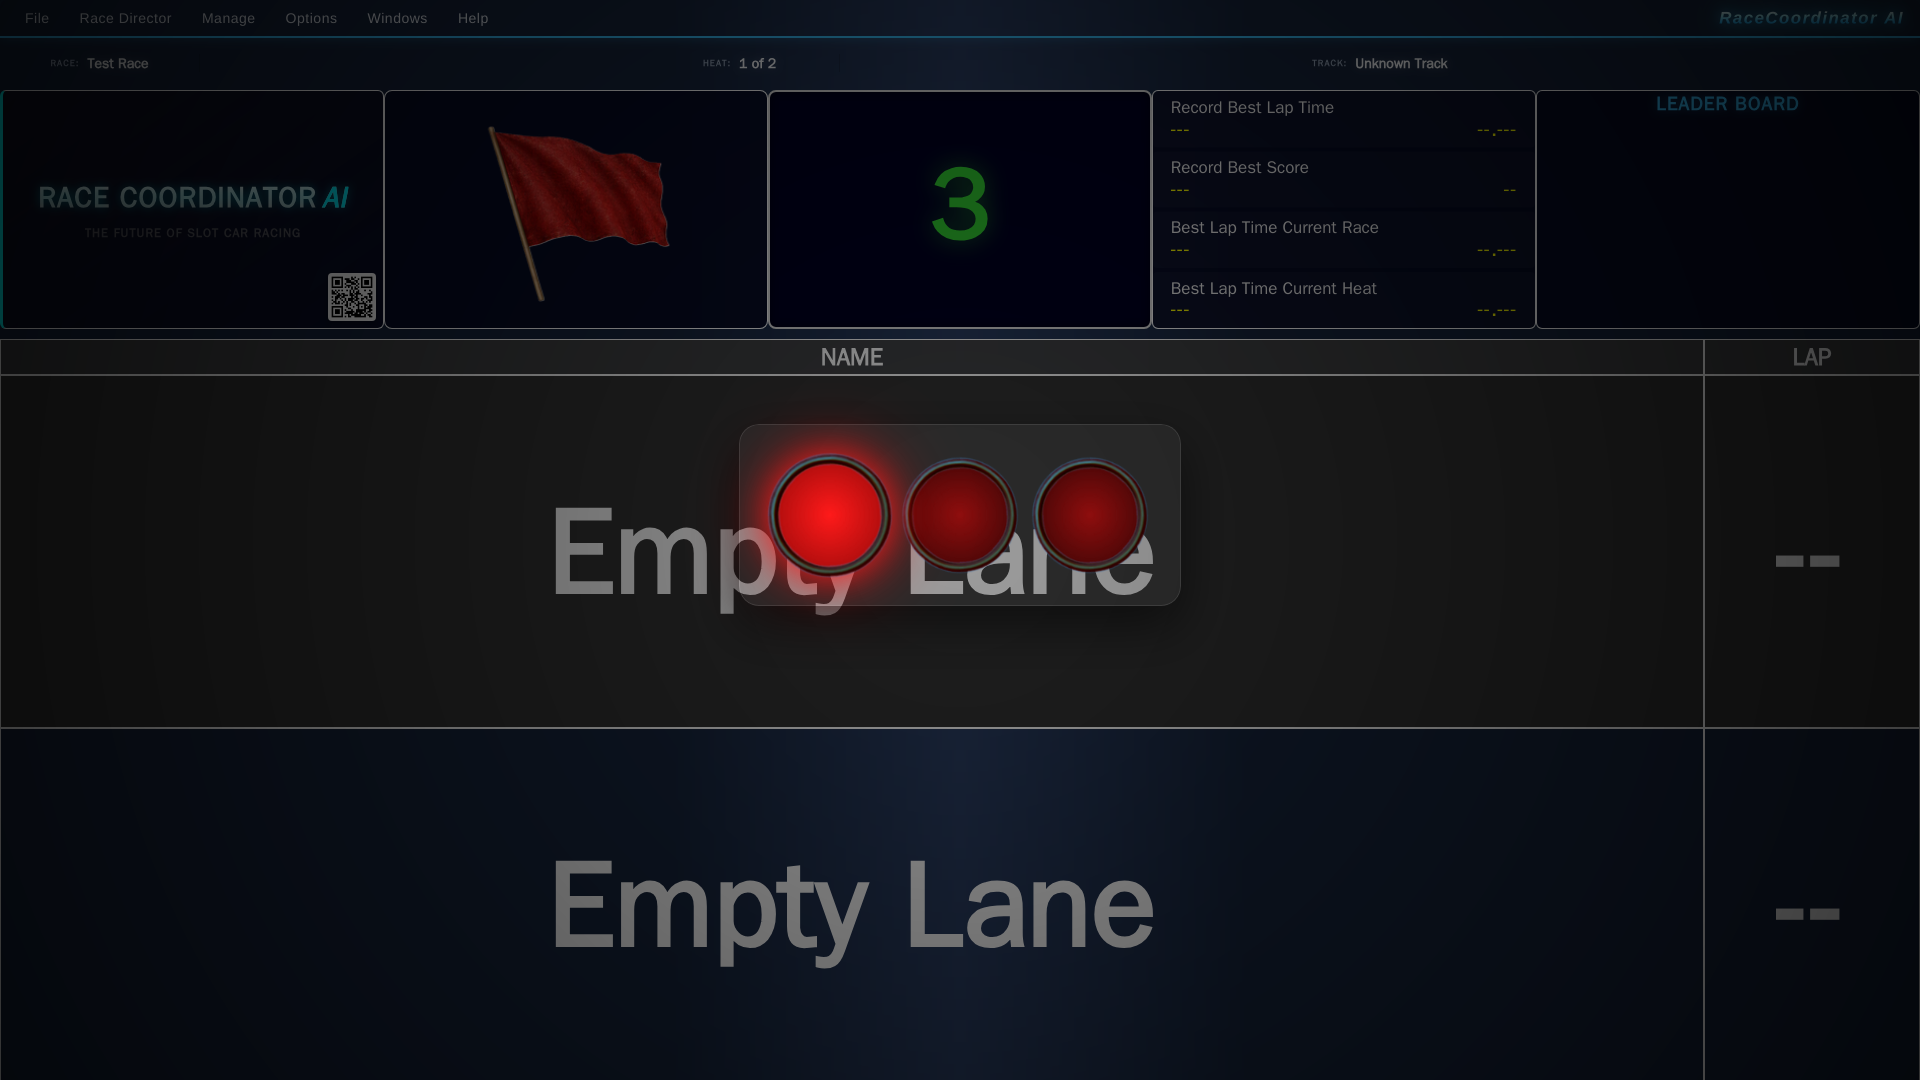 File Race Director Manage Options Windows Help RaceCoordinator AI
RACE: Test Race HEAT: 1 of 2 TRACK: Unknown Track
RACE COORDINATOR AI
THE FUTURE OF SLOT CAR RACING
3
Record Best Lap Time
--- --.---
Record Best Score
--- --
Best Lap Time Current Race
--- --.---
Best Lap Time Current Heat
--- --.---
LEADER BOARD
NAME LAP
Empty Lane --
Empty Lane --